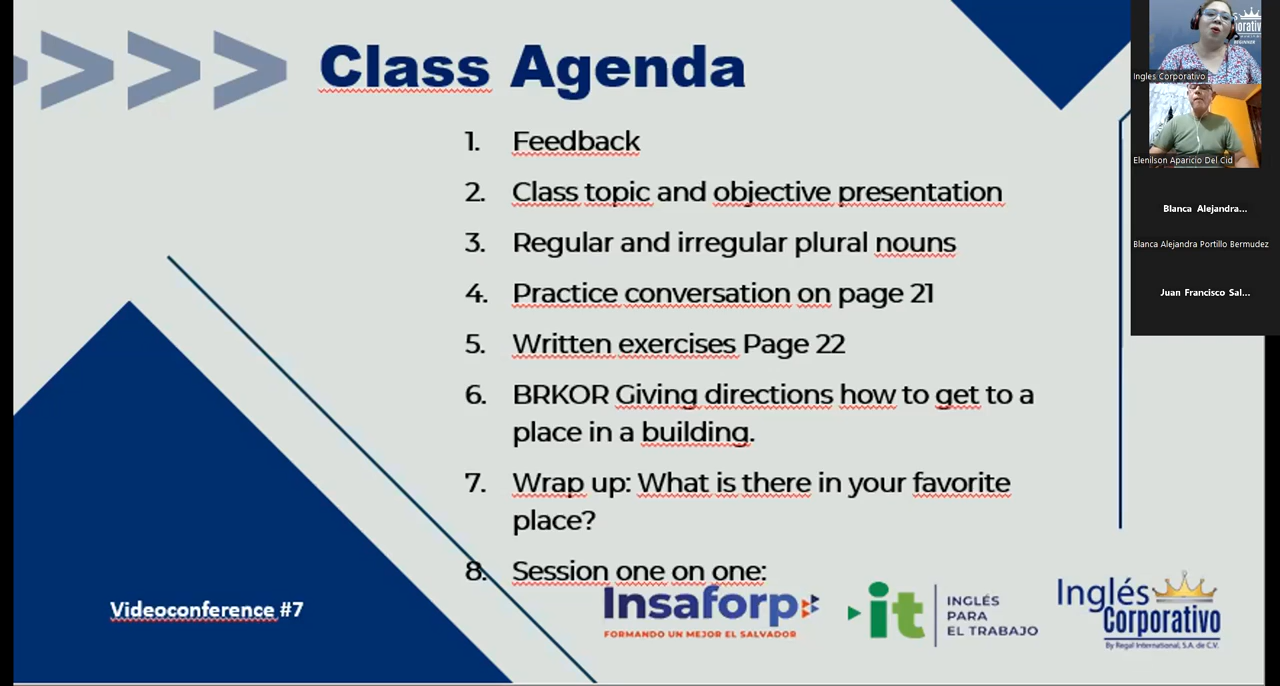 Class Agenda
1. Feedback
2. Class topic and objective presentation
3. Regular and irregular plural nouns
4. Practice conversation on page 21
5. Written exercises Page 22
6. BRKOR Giving directions how to get to a
place in a building.
7. Wrap up: What is there in your favorite
place?
8. Session one on one:
Videoconference #7
Insaforp
FORMANDO UN MEJOR EL SALVADOR
it
INGLÉS
PARA
EL TRABAJO
Inglés
Corporativo
By Regal International, S.A. de C.V.
Ingles Corporativo
Elenilson Aparicio Del Cid
Blanca Alejandra...
Blanca Alejandra Portillo Bermudez
Juan Francisco Sal...